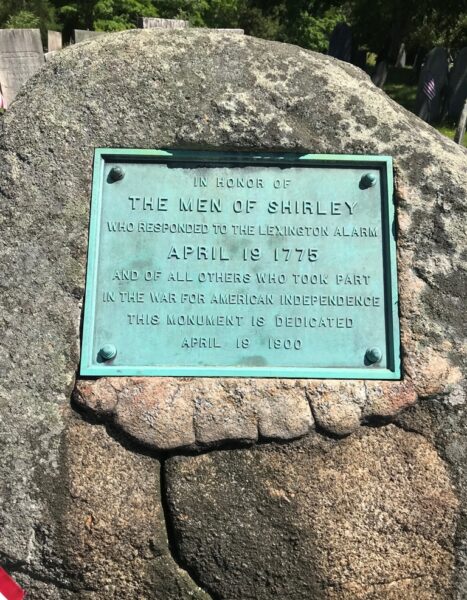 IN HONOR OF
THE MEN OF SHIRLEY
WHO RESPONDED TO THE LEXINGTON ALARM
APRIL 19 1775
AND OF ALL OTHERS WHO TOOK PART
IN THE WAR FOR AMERICAN INDEPENDENCE
THIS MONUMENT IS DEDICATED
APRIL 19 1900